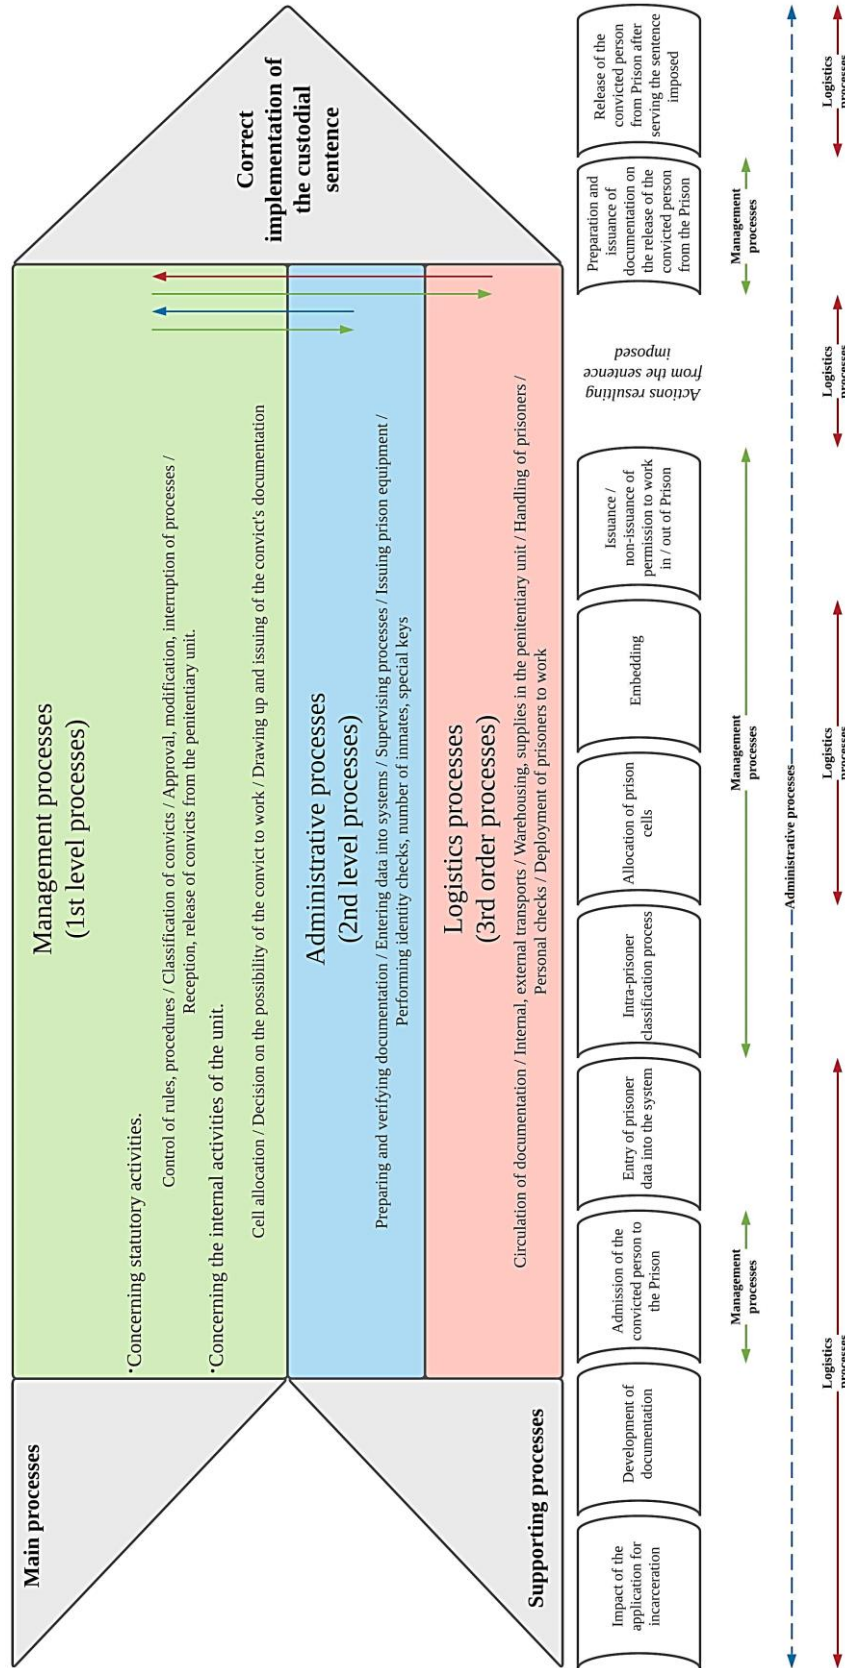 Main processes
Supporting processes
Management processes
(1st level processes)
•Concerning statutory activities.
Control of rules, procedures / Classification of convicts / Approval, modification, interruption of processes /
Reception, release of convicts from the penitentiary unit.
•Concerning the internal activities of the unit.
Cell allocation / Decision on the possibility of the convict to work / Drawing up and issuing of the convict's documentation
Administrative processes
(2nd level processes)
Preparing and verifying documentation / Entering data into systems / Supervising processes / Issuing prison equipment /
Performing identity checks, number of inmates, special keys
Logistics processes
(3rd order processes)
Circulation of documentation / Internal, external transports / Warehousing, supplies in the penitentiary unit / Handling of prisoners /
Personal checks / Deployment of prisoners to work
Correct
implementation of
the custodial
sentence
Impact of the
application for
incarceration
Development of
documentation
Admission of the
convicted person to
the Prison
Entry of prisoner
data into the system
Intra-prisoner
classification process
Allocation of prison
cells
Embedding
Issuance /
non-issuance of
permission to work
in / out of Prison
Actions resulting
from the sentence
imposed
Preparation and
issuance of
documentation on
the release of the
convicted person
from the Prison
Release of the
convicted person
from Prison after
serving the sentence
imposed
Management
processes
Management
processes
Management
processes
Administrative processes
Logistics
processes
Logistics
processes
Logistics
processes
Logistics
processes